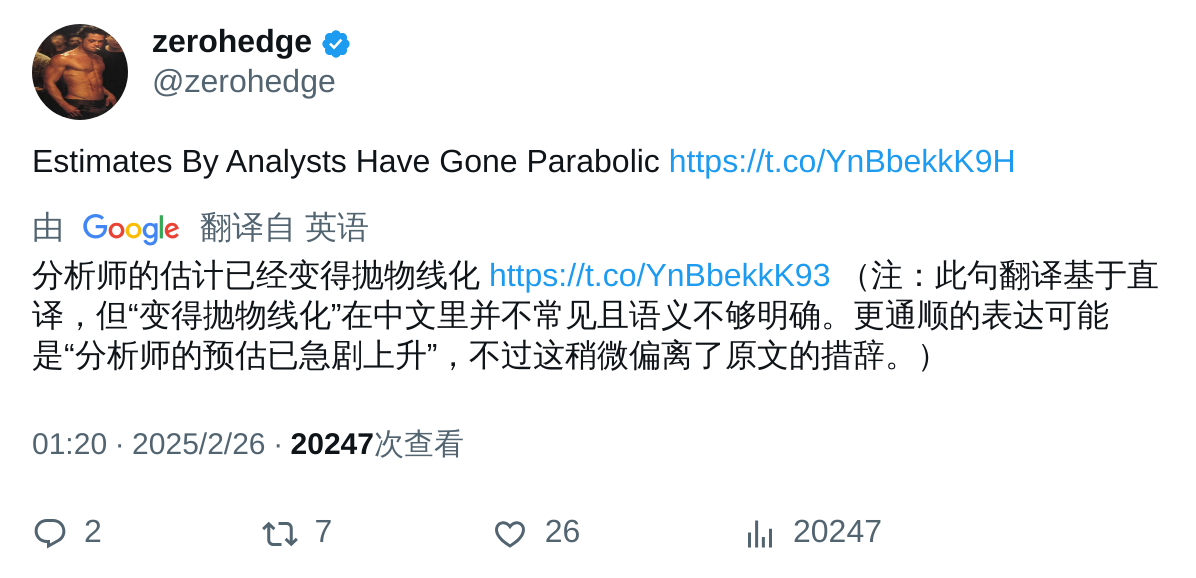 zerohedge
@zerohedge
Estimates By Analysts Have Gone Parabolic https://t.co/YnBbekkK9H
由 Google 翻译自 英语
分析师的估计已经变得抛物线化 https://t.co/YnBbekkK93 （注：此句翻译基于直
译，但“变得抛物线化”在中文里并不常见且语义不够明确。更通顺的表达可能
是“分析师的预估已急剧上升”，不过这稍微偏离了原文的措辞。）
01:20 · 2025/2/26 · 20247次查看
2 7 26 20247